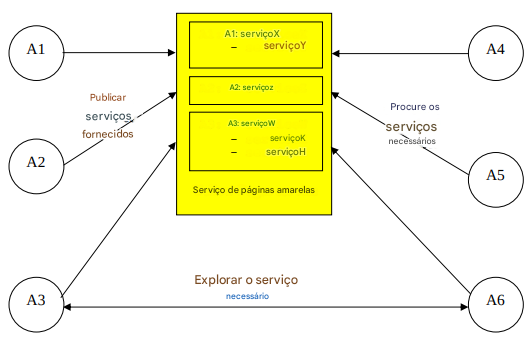 A1
A1: serviçoX
– serviçoY
A4
A2: serviçoz
Publicar
serviços
fornecidos
Procure os
serviços
necessários
A3: serviçoW
– serviçoK
– serviçoH
A2
A5
Serviço de páginas amarelas
Explorar o serviço
necessário
A3
A6